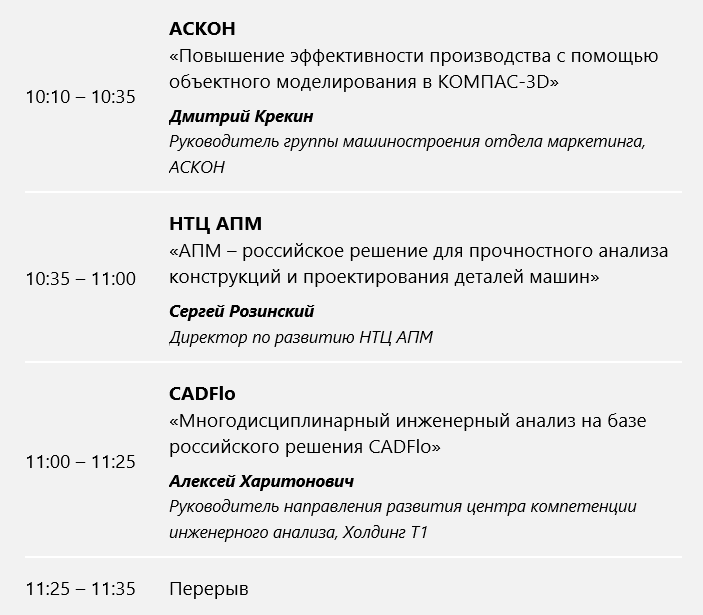 АСКОН
«Повышение эффективности производства с помощью
объектного моделирования в КОМПАС-3D»
10:10 – 10:35
Дмитрий Крекин
Руководитель группы машиностроения отдела маркетинга,
АСКОН
НТЦ АПМ
«АПМ – российское решение для прочностного анализа
10:35 – 11:00 конструкций и проектирования деталей машин»
Сергей Розинский
Директор по развитию НТЦ АПМ
CADFlo
«Многодисциплинарный инженерный анализ на базе
российского решения CADFlo»
11:00 – 11:25
Алексей Харитонович
Руководитель направления развития центра компетенции
инженерного анализа, Холдинг Т1
11:25 – 11:35 Перерыв